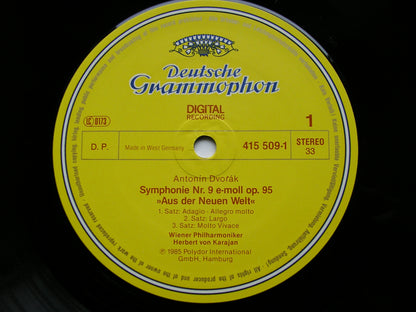 Deutsche
Grammophon
DIGITAL
RECORDING
LC 0173
1
D. P.
Made in West Germany
415 509-1
STEREO
33
Antonín Dvořák
Symphonie Nr. 9 e-moll op. 95
»Aus der Neuen Welt«
1. Satz: Adagio - Allegro molto
2. Satz: Largo
3. Satz: Molto Vivace
Wiener Philharmoniker
Herbert von Karajan
℗ 1985 Polydor International
GmbH, Hamburg